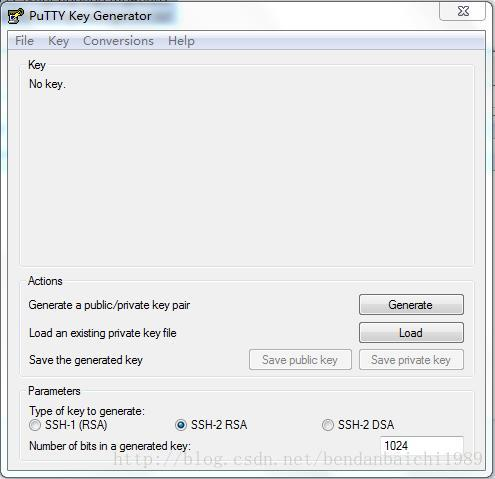 PuTTY Key Generator
File Key Conversions Help
Key
No key.
Actions
Generate a public/private key pair Generate
Load an existing private key file Load
Save the generated key Save public key Save private key
Parameters
Type of key to generate:
SSH-1 (RSA) SSH-2 RSA SSH-2 DSA
Number of bits in a generated key: 1024
http://blog.csdn.net/bendanbaichi1989